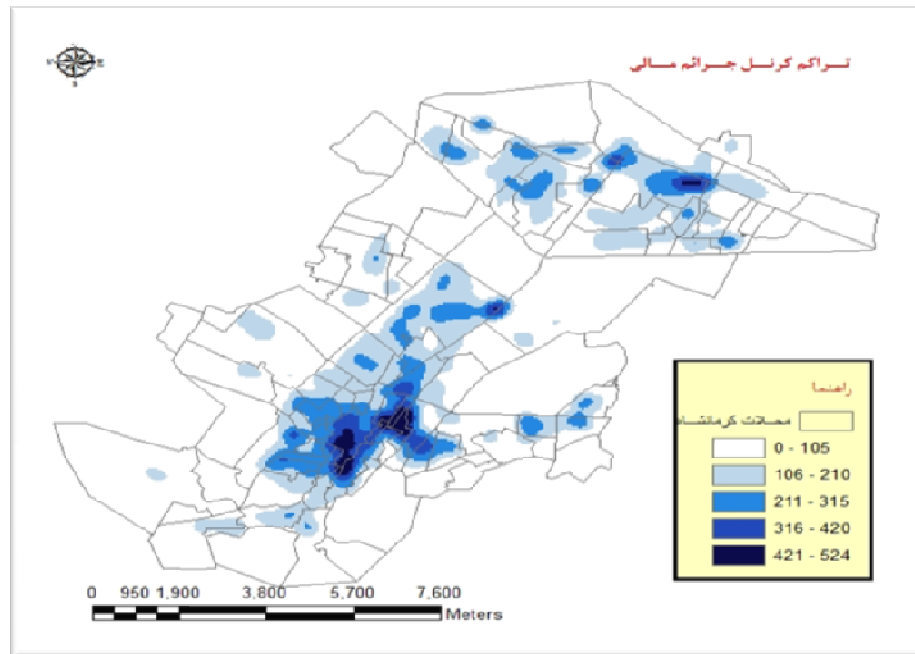 تراکم کرنل جرائم مالی
راهنما
محلات کرمانشاه
0 - 105
106 - 210
211 - 315
316 - 420
421 - 524
0 950 1,900 3,800 5,700 7,600
Meters